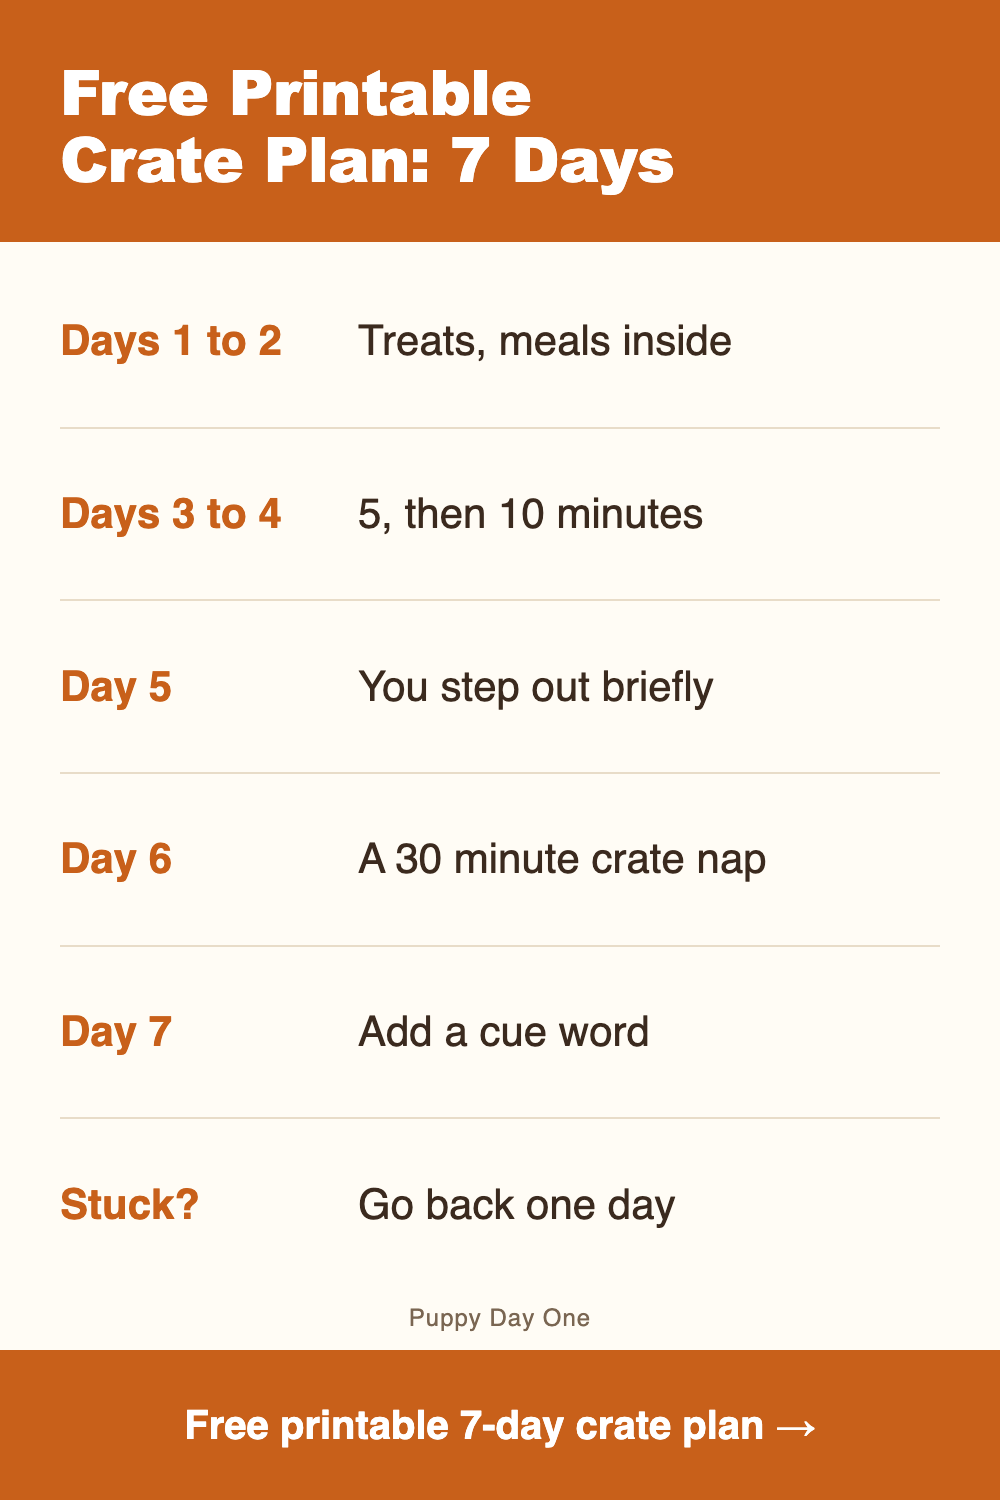 Free Printable
Crate Plan: 7 Days
Days 1 to 2 Treats, meals inside
Days 3 to 4 5, then 10 minutes
Day 5 You step out briefly
Day 6 A 30 minute crate nap
Day 7 Add a cue word
Stuck? Go back one day
Puppy Day One
Free printable 7-day crate plan →